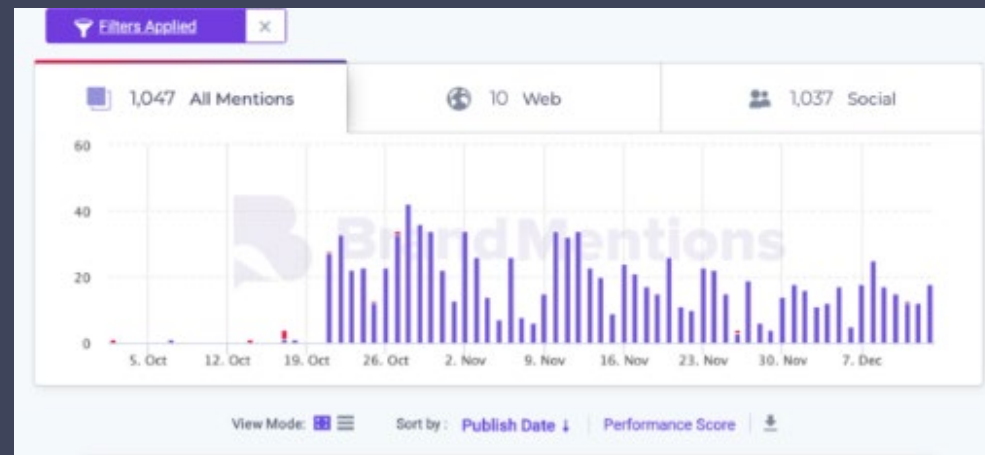 Filters Applied ×
1,047 All Mentions 10 Web 1,037 Social
60
40
BrandMentions
20
0
5. Oct 12. Oct 19. Oct 26. Oct 2. Nov 9. Nov 16. Nov 23. Nov 30. Nov 7. Dec
View Mode: Sort by : Publish Date ↓ Performance Score